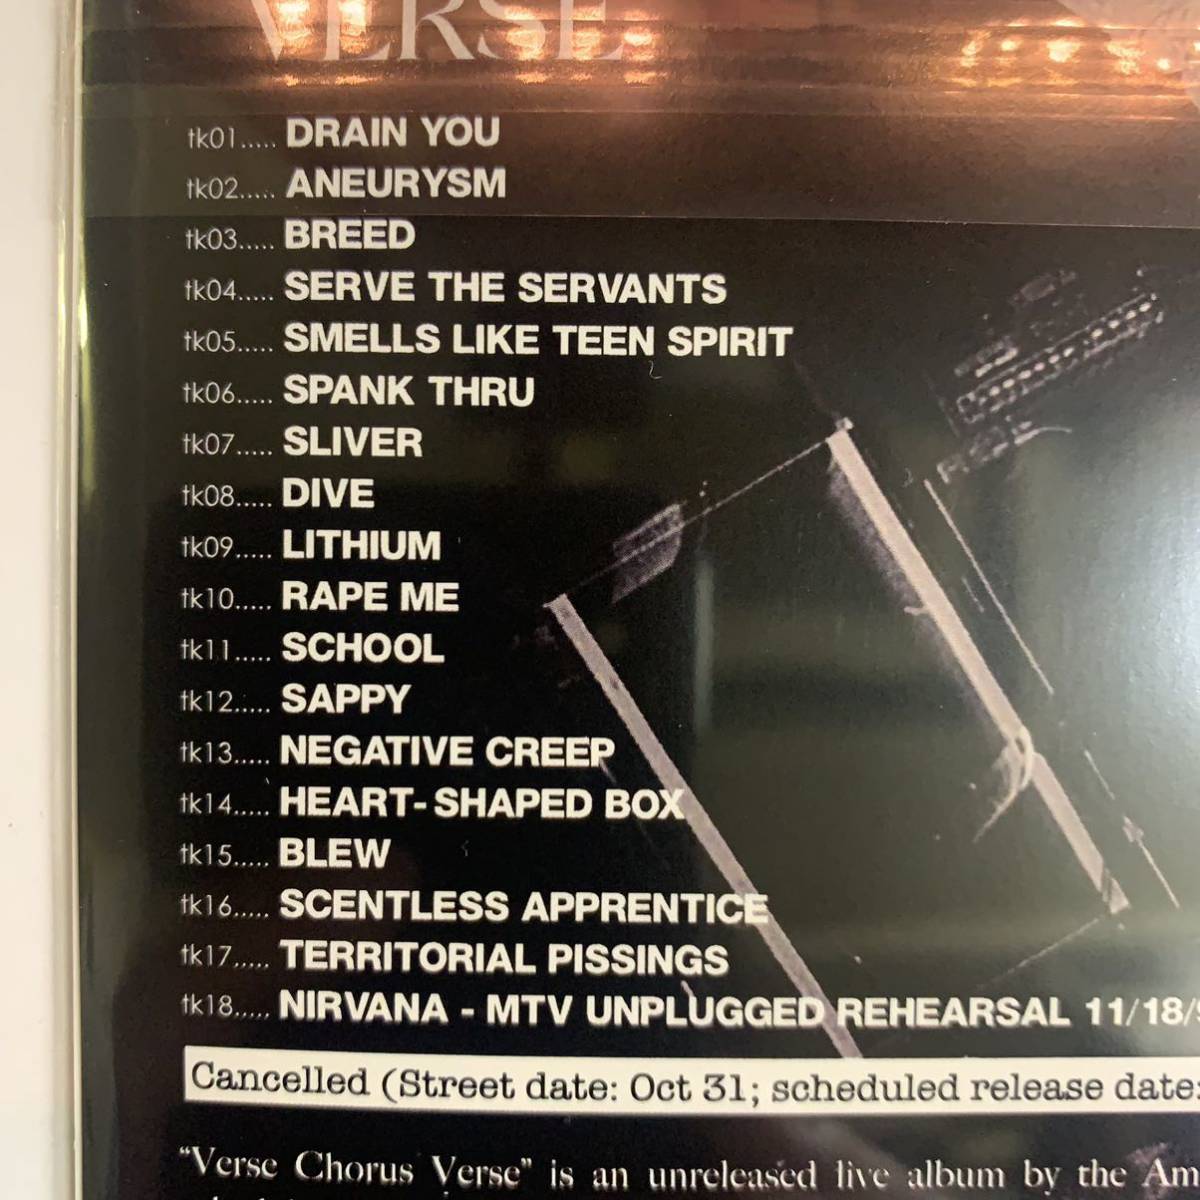 VERSE
tk01..... DRAIN YOU
tk02..... ANEURYSM
tk03..... BREED
tk04..... SERVE THE SERVANTS
tk05..... SMELLS LIKE TEEN SPIRIT
tk06..... SPANK THRU
tk07..... SLIVER
tk08..... DIVE
tk09..... LITHIUM
tk10..... RAPE ME
tk11..... SCHOOL
tk12..... SAPPY
tk13..... NEGATIVE CREEP
tk14..... HEART-SHAPED BOX
tk15..... BLEW
tk16..... SCENTLESS APPRENTICE
tk17..... TERRITORIAL PISSINGS
tk18..... NIRVANA - MTV UNPLUGGED REHEARSAL 11/18/
Cancelled (Street date: Oct 31; scheduled release date:
"Verse Chorus Verse" is an unreleased live album by the Am